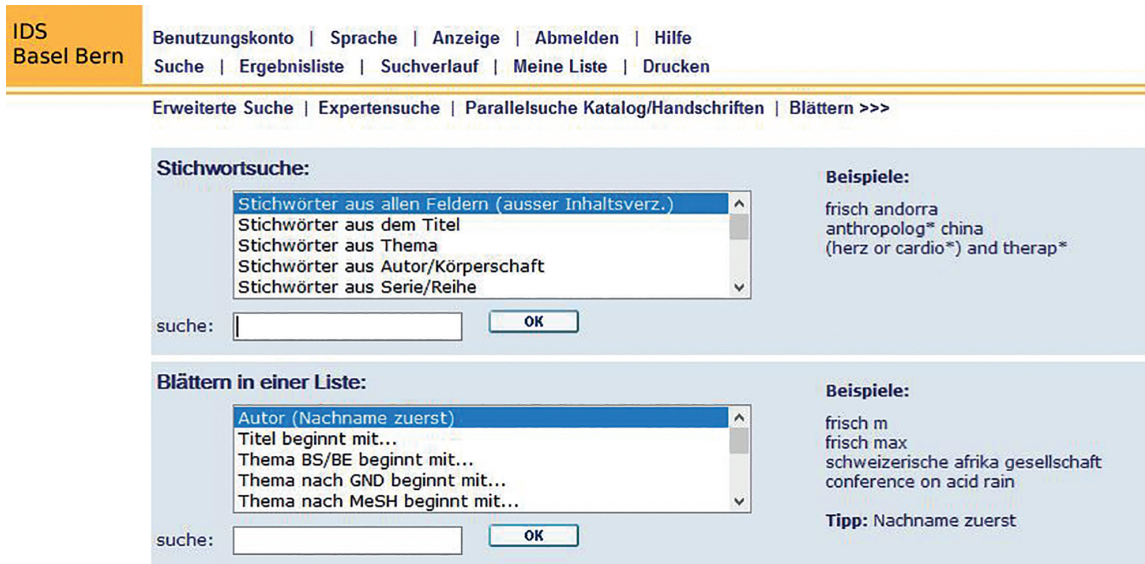 IDS
Basel Bern
Benutzungskonto | Sprache | Anzeige | Abmelden | Hilfe
Suche | Ergebnisliste | Suchverlauf | Meine Liste | Drucken
Erweiterte Suche | Expertensuche | Parallelsuche Katalog/Handschriften | Blättern >>>
Stichwortsuche:
Stichwörter aus allen Feldern (ausser Inhaltsverz.)
Stichwörter aus dem Titel
Stichwörter aus Thema
Stichwörter aus Autor/Körperschaft
Stichwörter aus Serie/Reihe
suche:
OK
Beispiele:
frisch andorra
anthropolog* china
(herz or cardio*) and therap*
Blättern in einer Liste:
Autor (Nachname zuerst)
Titel beginnt mit...
Thema BS/BE beginnt mit...
Thema nach GND beginnt mit...
Thema nach MeSH beginnt mit...
suche:
OK
Beispiele:
frisch m
frisch max
schweizerische afrika gesellschaft
conference on acid rain
Tipp: Nachname zuerst